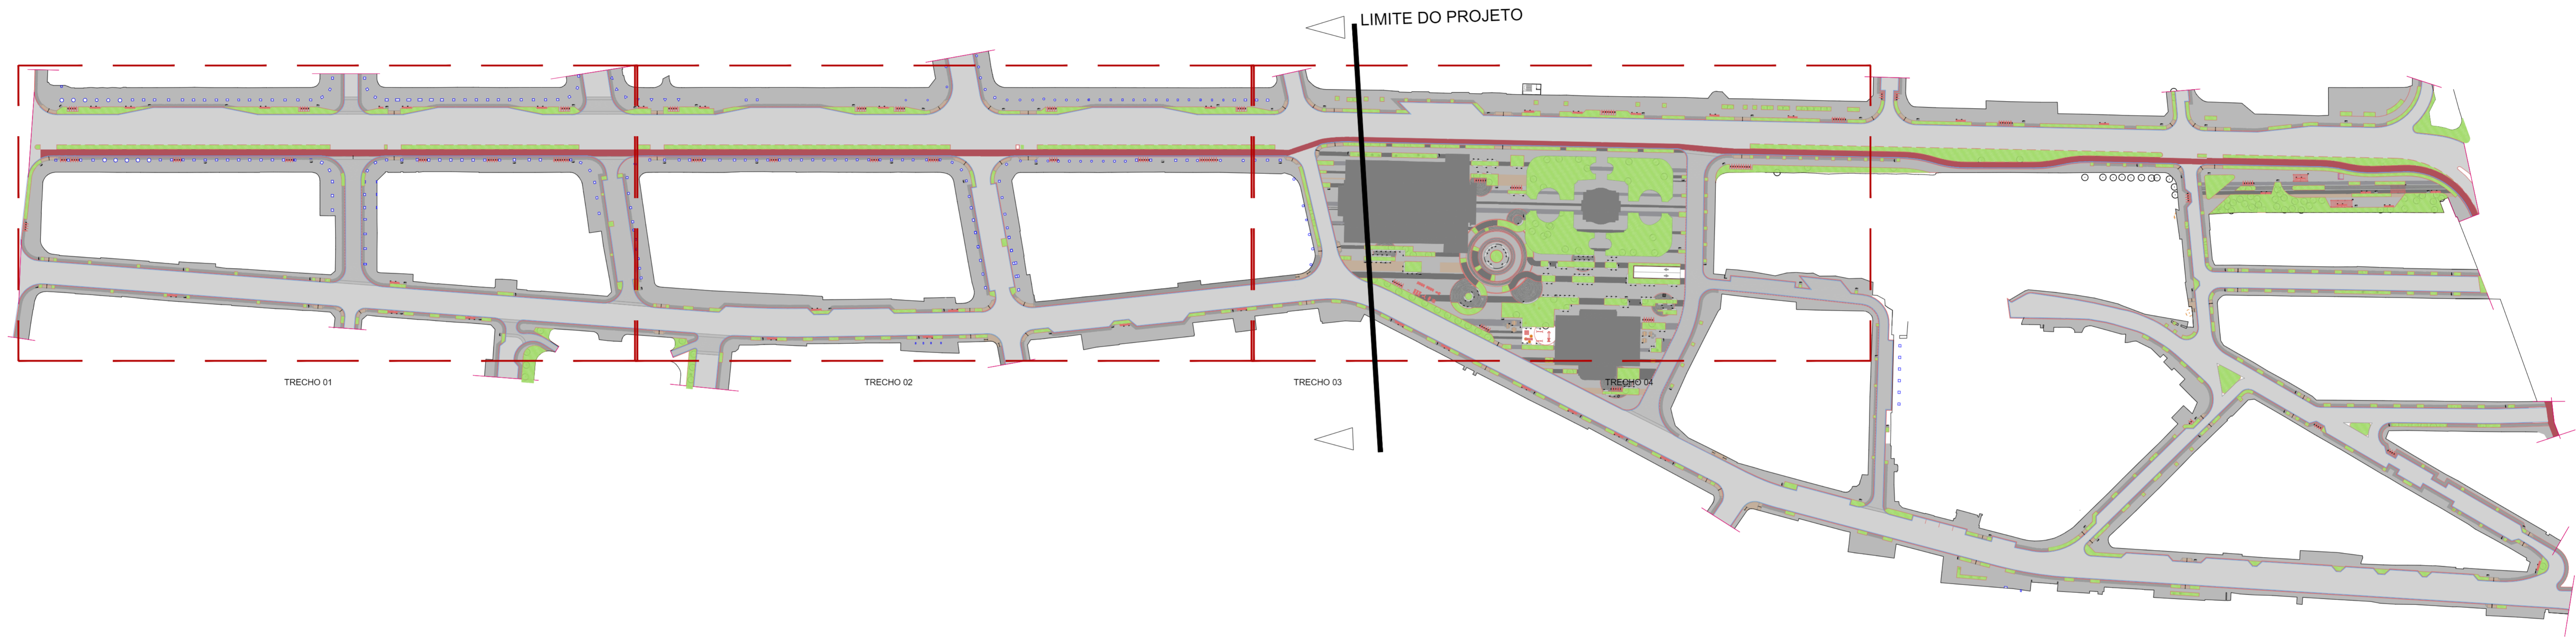 LIMITE DO PROJETO
TRECHO 01
TRECHO 02
TRECHO 03
TRECHO 04